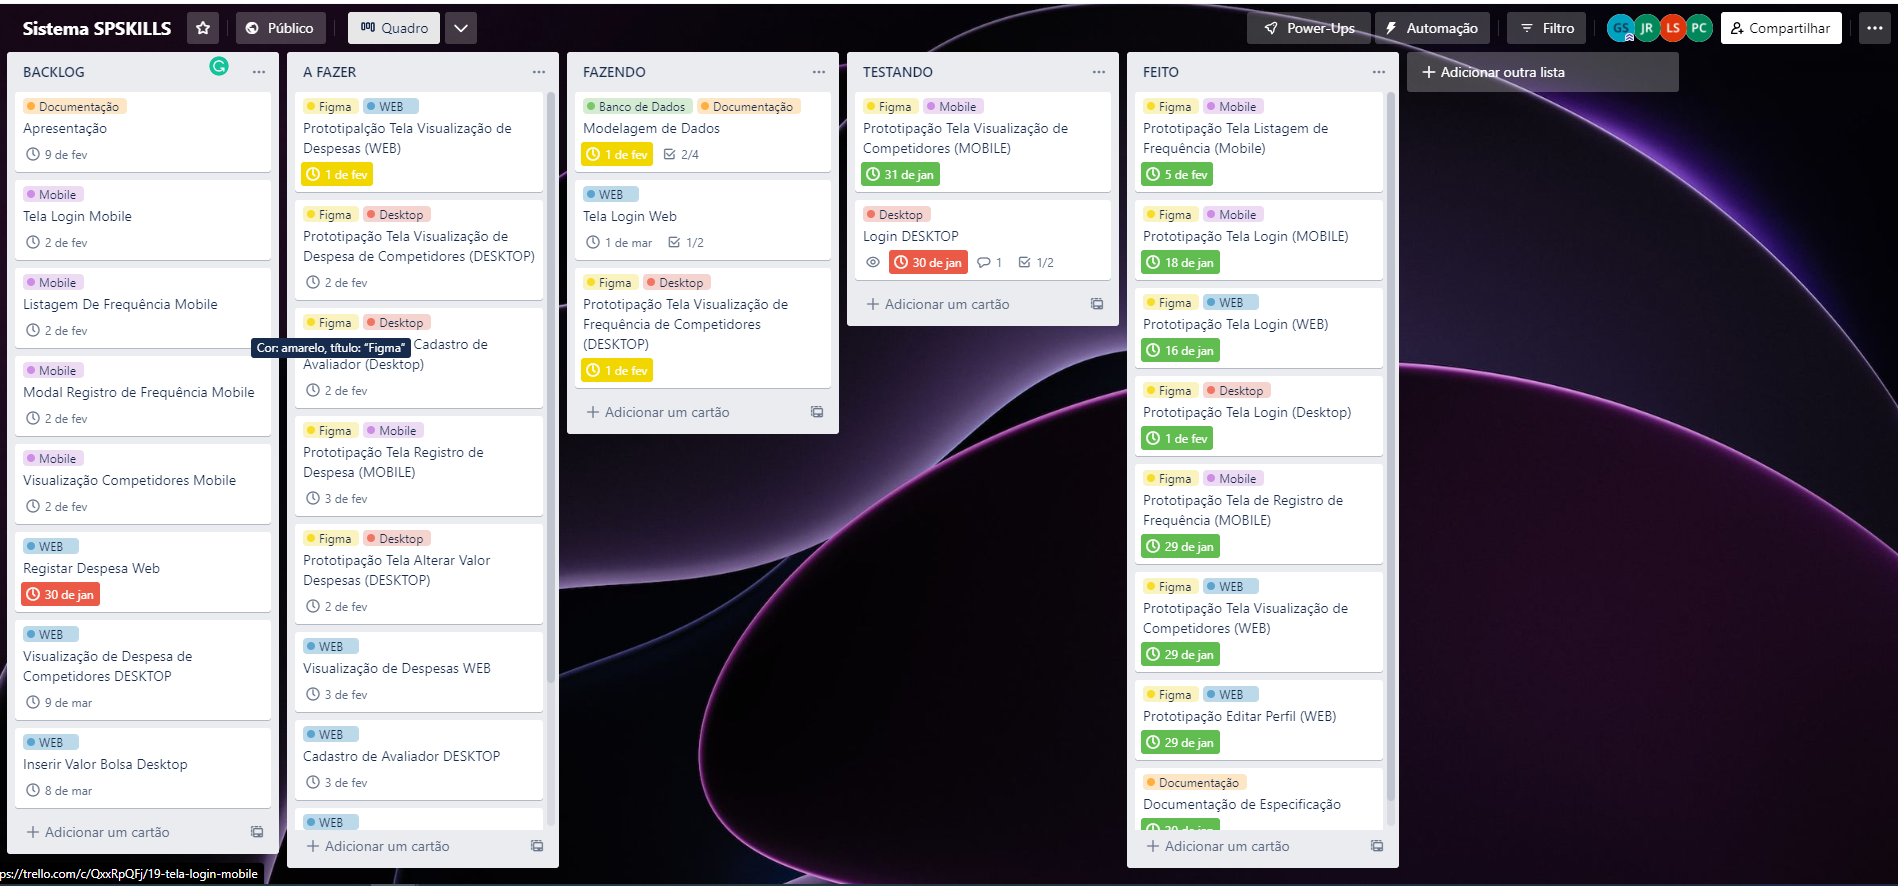 Sistema SPSKILLS
Público
Quadro
Power-Ups
Automação
Filtro
GS
JR
LS
PC
Compartilhar
BACKLOG
Documentação
Apresentação
9 de fev
Mobile
Tela Login Mobile
2 de fev
Mobile
Listagem De Frequência Mobile
2 de fev
Mobile
Modal Registro de Frequência Mobile
2 de fev
Mobile
Visualização Competidores Mobile
2 de fev
WEB
Registar Despesa Web
30 de jan
WEB
Visualização de Despesa de
Competidores DESKTOP
9 de mar
WEB
Inserir Valor Bolsa Desktop
8 de mar
Adicionar um cartão
A FAZER
Figma WEB
Prototipalção Tela Visualização de
Despesas (WEB)
1 de fev
Figma Desktop
Prototipação Tela Visualização de
Despesa de Competidores (DESKTOP)
2 de fev
Figma Desktop
Cor: amarelo, título: “Figma”
Cadastro de
Avaliador (Desktop)
2 de fev
Figma Mobile
Prototipação Tela Registro de
Despesa (MOBILE)
3 de fev
Figma Desktop
Prototipação Tela Alterar Valor
Despesas (DESKTOP)
2 de fev
WEB
Visualização de Despesas WEB
3 de fev
WEB
Cadastro de Avaliador DESKTOP
3 de fev
WEB
Adicionar um cartão
FAZENDO
Banco de Dados Documentação
Modelagem de Dados
1 de fev 2/4
WEB
Tela Login Web
1 de mar 1/2
Figma Desktop
Prototipação Tela Visualização de
Frequência de Competidores
(DESKTOP)
1 de fev
Adicionar um cartão
TESTANDO
Figma Mobile
Prototipação Tela Visualização de
Competidores (MOBILE)
31 de jan
Desktop
Login DESKTOP
30 de jan 1 1/2
Adicionar um cartão
FEITO
Figma Mobile
Prototipação Tela Listagem de
Frequência (Mobile)
5 de fev
Figma Mobile
Prototipação Tela Login (MOBILE)
18 de jan
Figma WEB
Prototipação Tela Login (WEB)
16 de jan
Figma Desktop
Prototipação Tela Login (Desktop)
1 de fev
Figma Mobile
Prototipação Tela de Registro de
Frequência (MOBILE)
29 de jan
Figma WEB
Prototipação Tela Visualização de
Competidores (WEB)
29 de jan
Figma WEB
Prototipação Editar Perfil (WEB)
29 de jan
Documentação
Documentação de Especificação
de jan
Adicionar um cartão
Adicionar outra lista
ps://trello.com/c/QxxRpQFj/19-tela-login-mobile